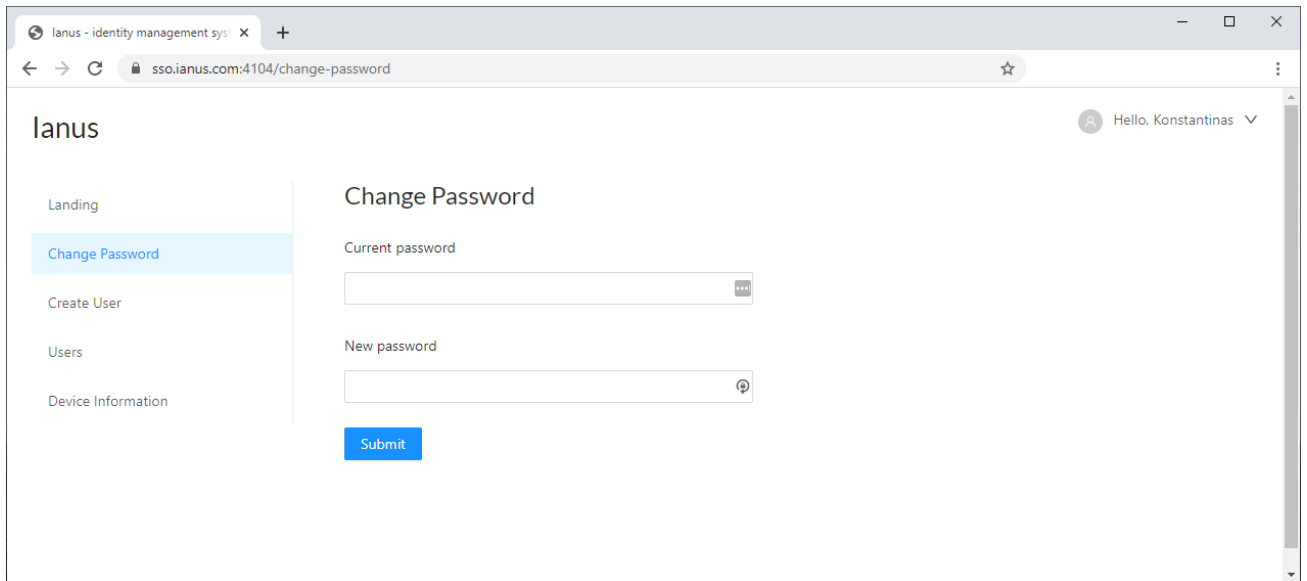 Ianus - identity management syst
sso.ianus.com:4104/change-password
Ianus
Hello, Konstantinas
Landing
Change Password
Create User
Users
Device Information
Change Password
Current password
New password
Submit